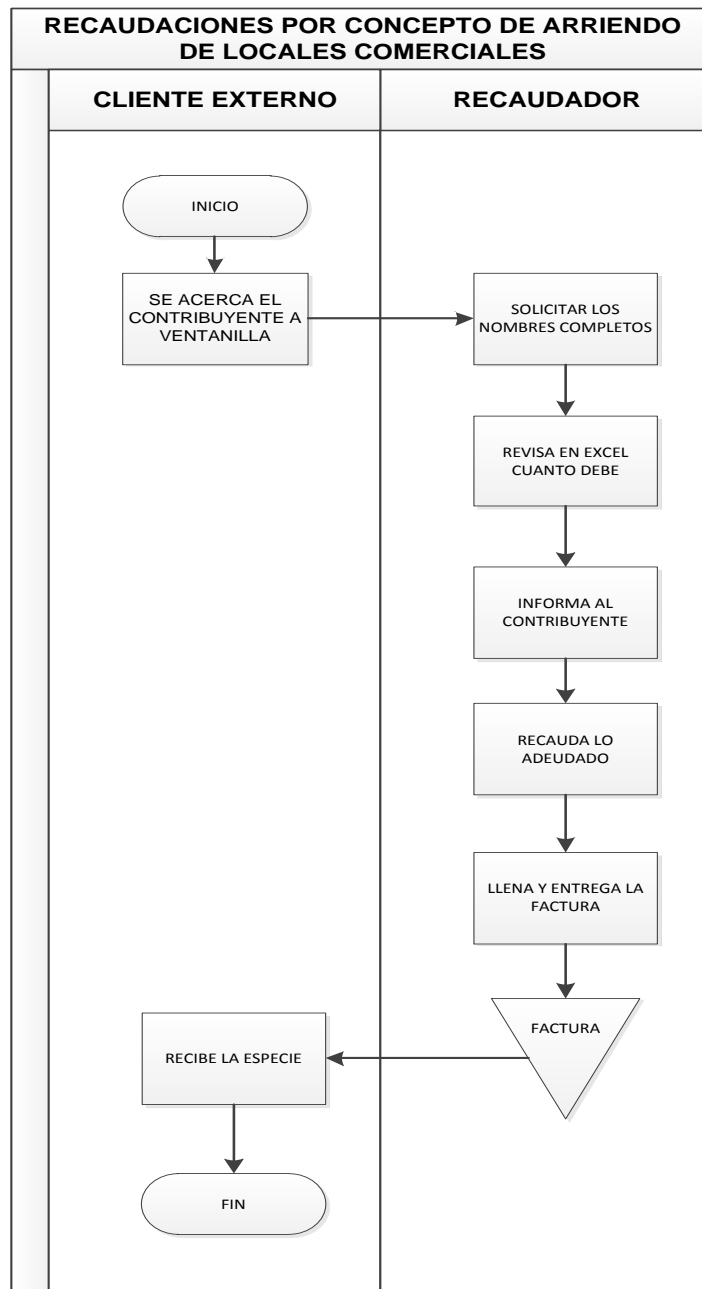 RECAUDACIONES POR CONCEPTO DE ARRIENDO
DE LOCALES COMERCIALES
CLIENTE EXTERNO
RECAUDADOR
INICIO
SE ACERCA EL
CONTRIBUYENTE A
VENTANILLA
SOLICITAR LOS
NOMBRES COMPLETOS
REVISA EN EXCEL
CUANTO DEBE
INFORMA AL
CONTRIBUYENTE
RECAUDA LO
ADEUDADO
LLENA Y ENTREGA LA
FACTURA
FACTURA
RECIBE LA ESPECIE
FIN